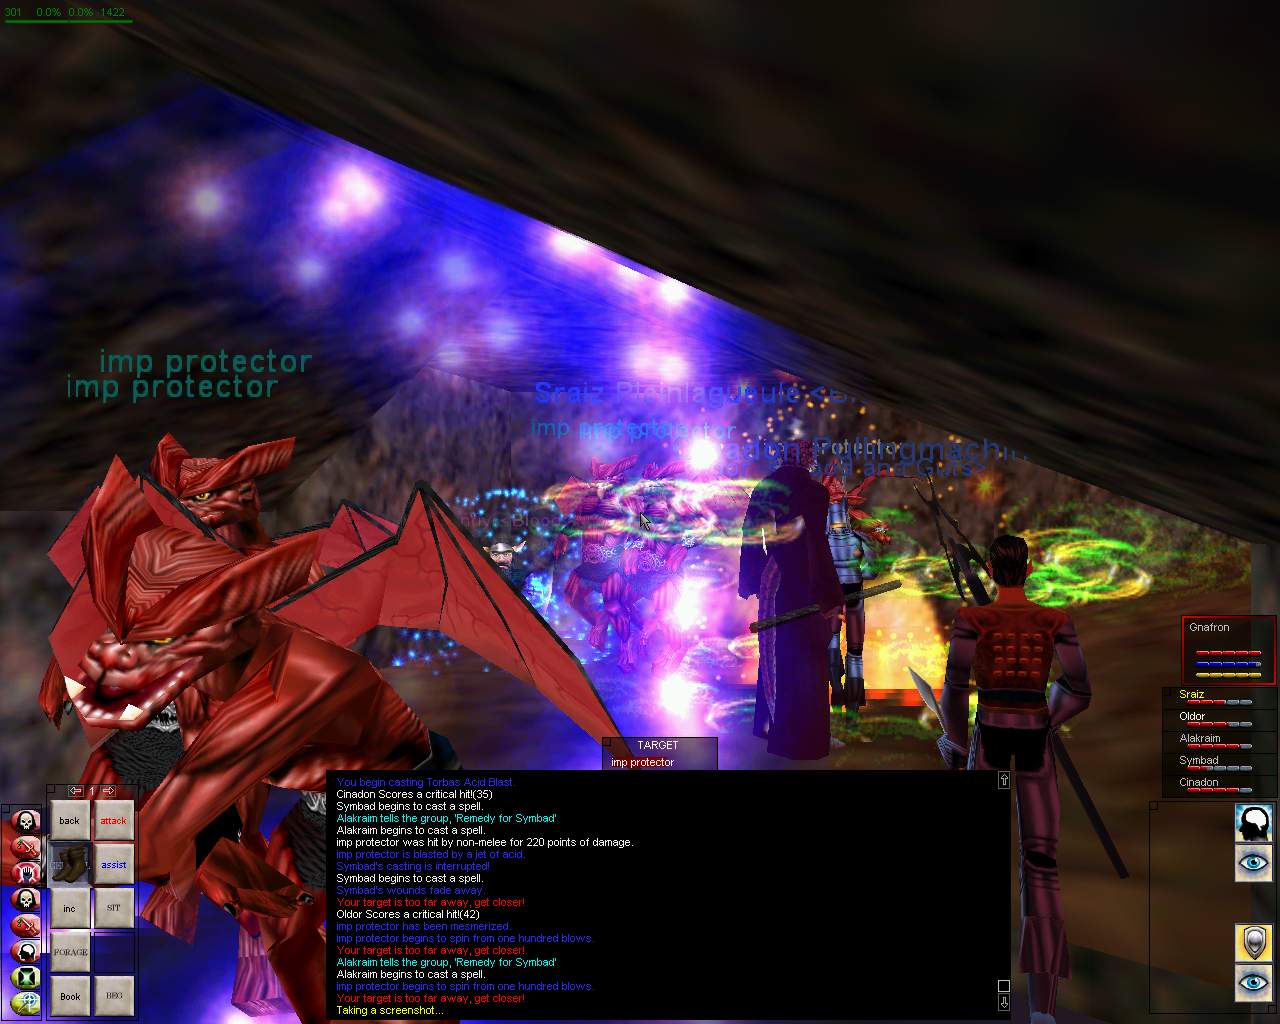 301 0.0% 0.0% 1422
imp protector
imp protector
Sraiz Pleinlagueule
imp protector
TARGET
imp protector
You begin casting Torbas Acid Blast.
Cinadon Scores a critical hit!(35)
Symbad begins to cast a spell.
Alakraim tells the group, 'Remedy for Symbad'
Alakraim begins to cast a spell.
imp protector was hit by non-melee for 220 points of damage.
imp protector is blasted by a jet of acid.
Symbad's casting is interrupted!
Symbad begins to cast a spell.
Symbad's wounds fade away.
Your target is too far away, get closer!
Oldor Scores a critical hit!(42)
imp protector has been mesmerized.
imp protector begins to spin from one hundred blows.
Your target is too far away, get closer!
Alakraim tells the group, 'Remedy for Symbad'
Alakraim begins to cast a spell.
imp protector begins to spin from one hundred blows.
Your target is too far away, get closer!
Taking a screenshot...
1
back attack
assist
inc SIT
FORAGE
Book BEG
Gnafron
Sraiz
Oldor
Alakraim
Symbad
Cinadon